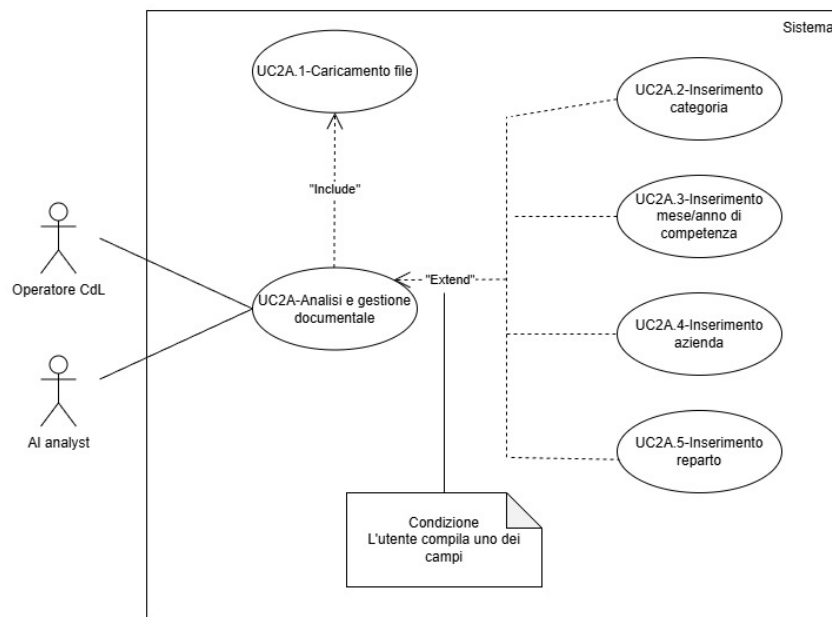 Sistema
UC2A.1-Caricamento file
UC2A.2-Inserimento
categoria
"Include"
UC2A.3-Inserimento
mese/anno di
competenza
Operatore CdL
"Extend"
UC2A-Analisi e gestione
documentale
UC2A.4-Inserimento
azienda
AI analyst
UC2A.5-Inserimento
reparto
Condizione
L'utente compila uno dei
campi